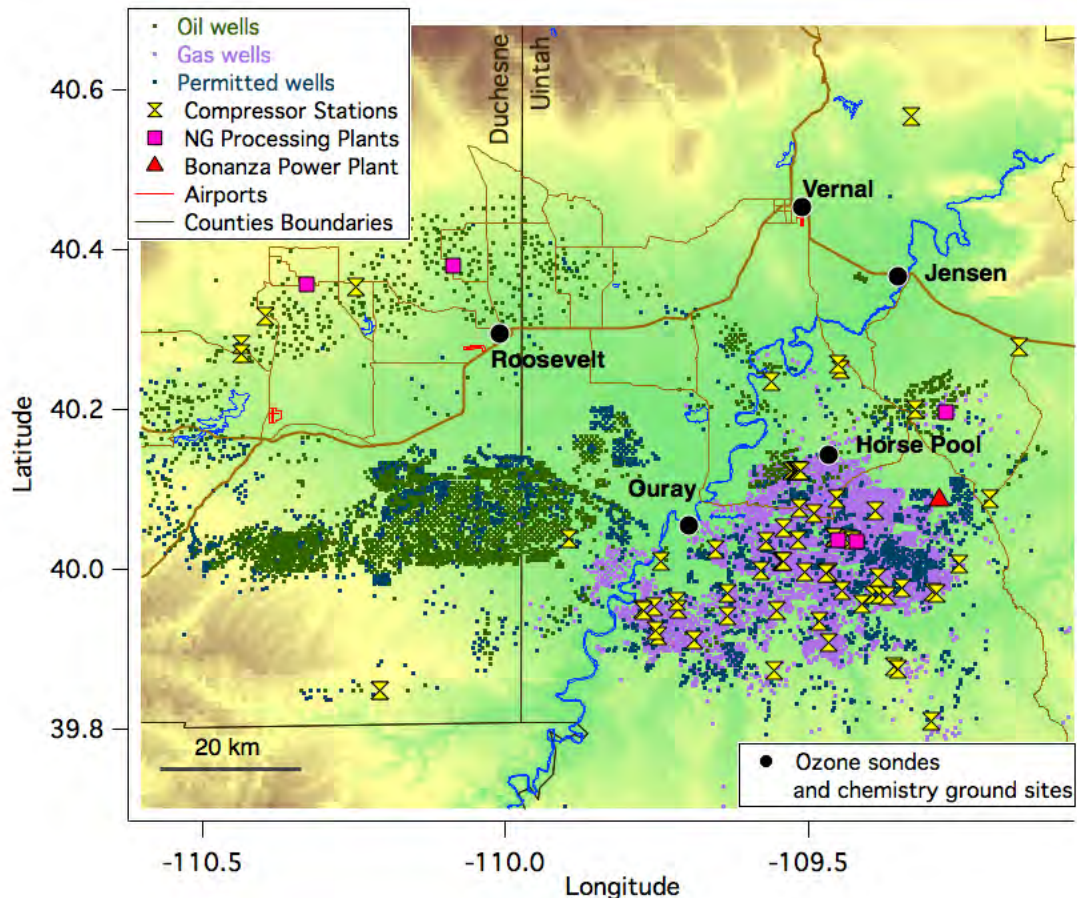 Oil wells
Gas wells
Permitted wells
Compressor Stations
NG Processing Plants
Bonanza Power Plant
Airports
Counties Boundaries
Duchesne
Uintah
Vernal
Jensen
Roosevelt
Horse Pool
Ouray
20 km
Ozone sondes
and chemistry ground sites
40.6
40.4
40.2
40.0
39.8
Latitude
-110.5
-110.0
-109.5
Longitude